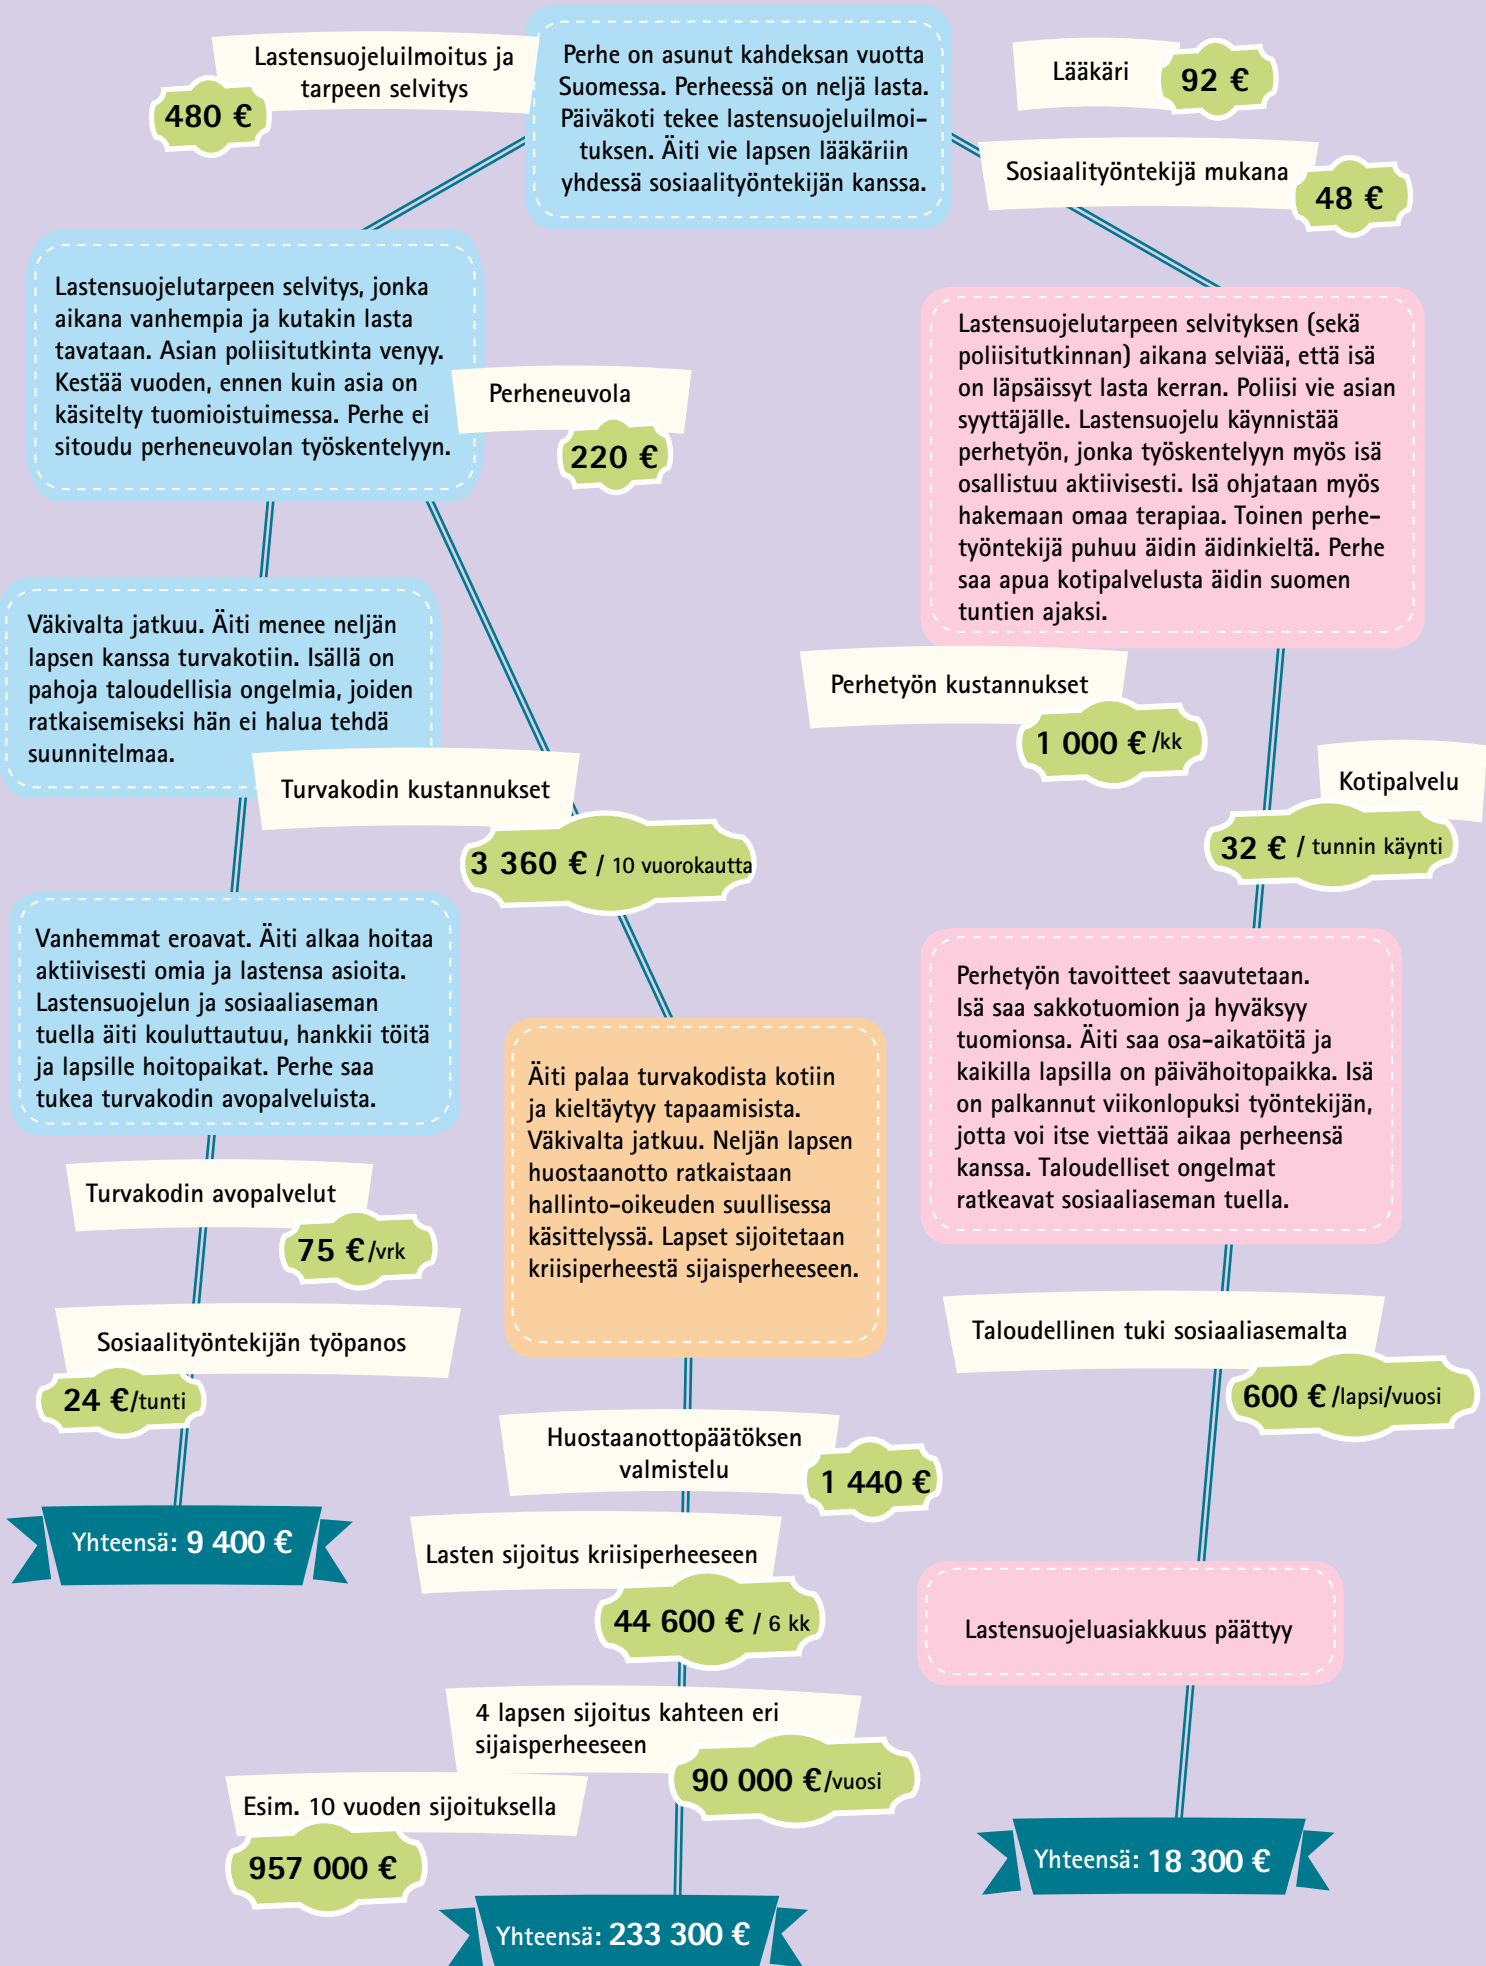 Lastensuojeluilmoitus ja
tarpeen selvitys
480 €
Perhe on asunut kahdeksan vuotta
Suomessa. Perheessä on neljä lasta.
Päiväkoti tekee lastensuojeluilmoi-
tuksen. Äiti vie lapsen lääkäriin
yhdessä sosiaalityöntekijän kanssa.
Lääkäri
92 €
Sosiaalityöntekijä mukana
48 €
Lastensuojelutarpeen selvitys, jonka
aikana vanhempia ja kutakin lasta
tavataan. Asian poliisitutkinta venyy.
Kestää vuoden, ennen kuin asia on
käsitelty tuomioistuimessa. Perhe ei
sitoudu perheneuvolan työskentelyyn.
Perheneuvola
220 €
Lastensuojelutarpeen selvityksen (sekä
poliisitutkinnan) aikana selviää, että isä
on läpsäissyt lasta kerran. Poliisi vie asian
syyttäjälle. Lastensuojelu käynnistää
perhetyön, jonka työskentelyyn myös isä
osallistuu aktiivisesti. Isä ohjataan myös
hakemaan omaa terapiaa. Toinen perhe-
työntekijä puhuu äidin äidinkieltä. Perhe
saa apua kotipalvelusta äidin suomen
tuntien ajaksi.
Väkivalta jatkuu. Äiti menee neljän
lapsen kanssa turvakotiin. Isällä on
pahoja taloudellisia ongelmia, joiden
ratkaisemiseksi hän ei halua tehdä
suunnitelmaa.
Turvakodin kustannukset
3 360 € / 10 vuorokautta
Perhetyön kustannukset
1 000 € /kk
Kotipalvelu
32 € / tunnin käynti
Vanhemmat eroavat. Äiti alkaa hoitaa
aktiivisesti omia ja lastensa asioita.
Lastensuojelun ja sosiaaliaseman
tuella äiti kouluttautuu, hankkii töitä
ja lapsille hoitopaikat. Perhe saa
tukea turvakodin avopalveluista.
Äiti palaa turvakodista kotiin
ja kieltäytyy tapaamisista.
Väkivalta jatkuu. Neljän lapsen
huostaanotto ratkaistaan
hallinto-oikeuden suullisessa
käsittelyssä. Lapset sijoitetaan
kriisiperheestä sijaisperheeseen.
Perhetyön tavoitteet saavutetaan.
Isä saa sakkotuomion ja hyväksyy
tuomionsa. Äiti saa osa-aikatöitä ja
kaikilla lapsilla on päivähoitopaikka. Isä
on palkannut viikonlopuksi työntekijän,
jotta voi itse viettää aikaa perheensä
kanssa. Taloudelliset ongelmat
ratkeavat sosiaaliaseman tuella.
Turvakodin avopalvelut
75 €/vrk
Sosiaalityöntekijän työpanos
24 €/tunti
Yhteensä: 9 400 €
Taloudellinen tuki sosiaaliasemalta
600 € /lapsi/vuosi
Huostaanottopäätöksen
valmistelu
1 440 €
Lasten sijoitus kriisiperheeseen
44 600 € / 6 kk
Lastensuojeluasiakkuus päättyy
4 lapsen sijoitus kahteen eri
sijaisperheeseen
90 000 €/vuosi
Esim. 10 vuoden sijoituksella
957 000 €
Yhteensä: 18 300 €
Yhteensä: 233 300 €